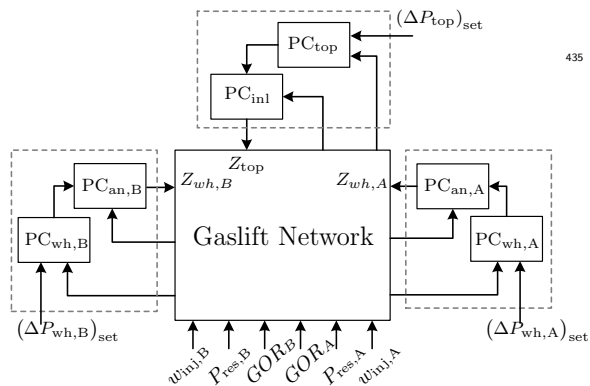 (ΔP_top)_set
PC_top
435
PC_inl
Z_top
PC_an,B
Z_wh,B
Z_wh,A
PC_an,A
PC_wh,B
Gaslift Network
PC_wh,A
(ΔP_wh,B)_set
(ΔP_wh,A)_set
w_inj,B
P_res,B
GOR_B
GOR_A
P_res,A
w_inj,A